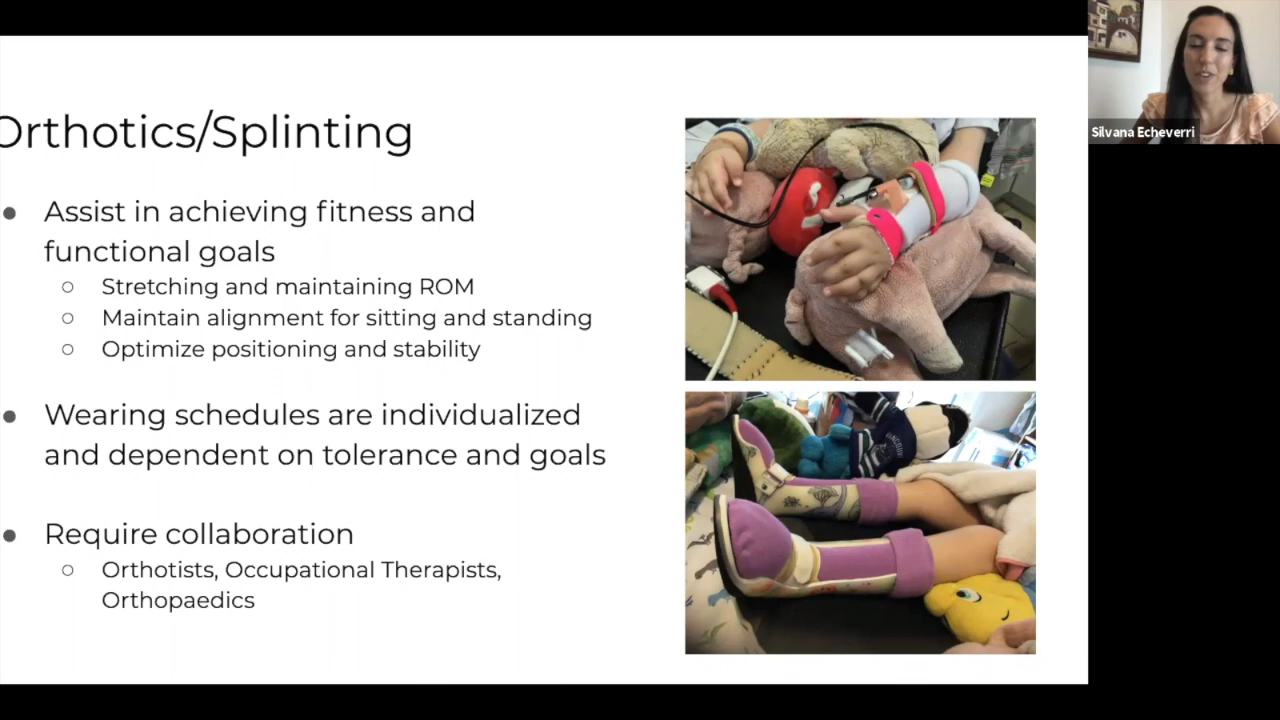 Orthotics/Splinting
Assist in achieving fitness and
functional goals
Stretching and maintaining ROM
Maintain alignment for sitting and standing
Optimize positioning and stability
Wearing schedules are individualized
and dependent on tolerance and goals
Require collaboration
Orthotists, Occupational Therapists,
Orthopaedics
Silvana Echeverri